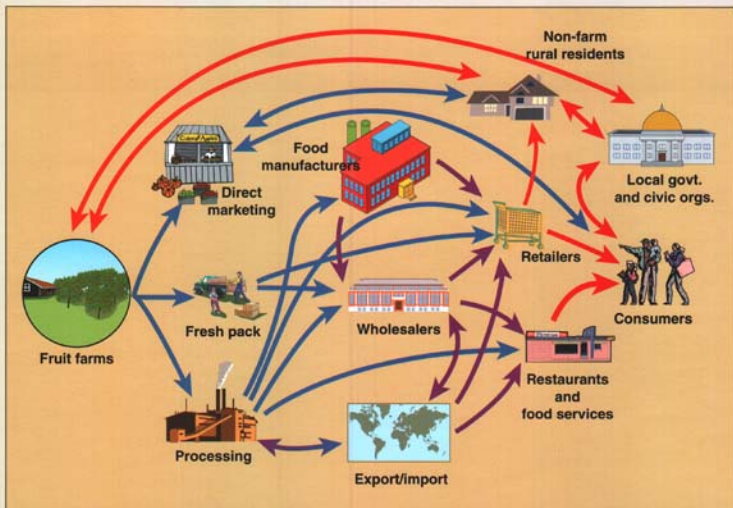 Non-farm
rural residents
Food
manufacturers
Direct
marketing
Local govt.
and civic orgs.
Retailers
Fresh pack
Wholesalers
Consumers
Fruit farms
Restaurants
and
food services
Processing
Export/import